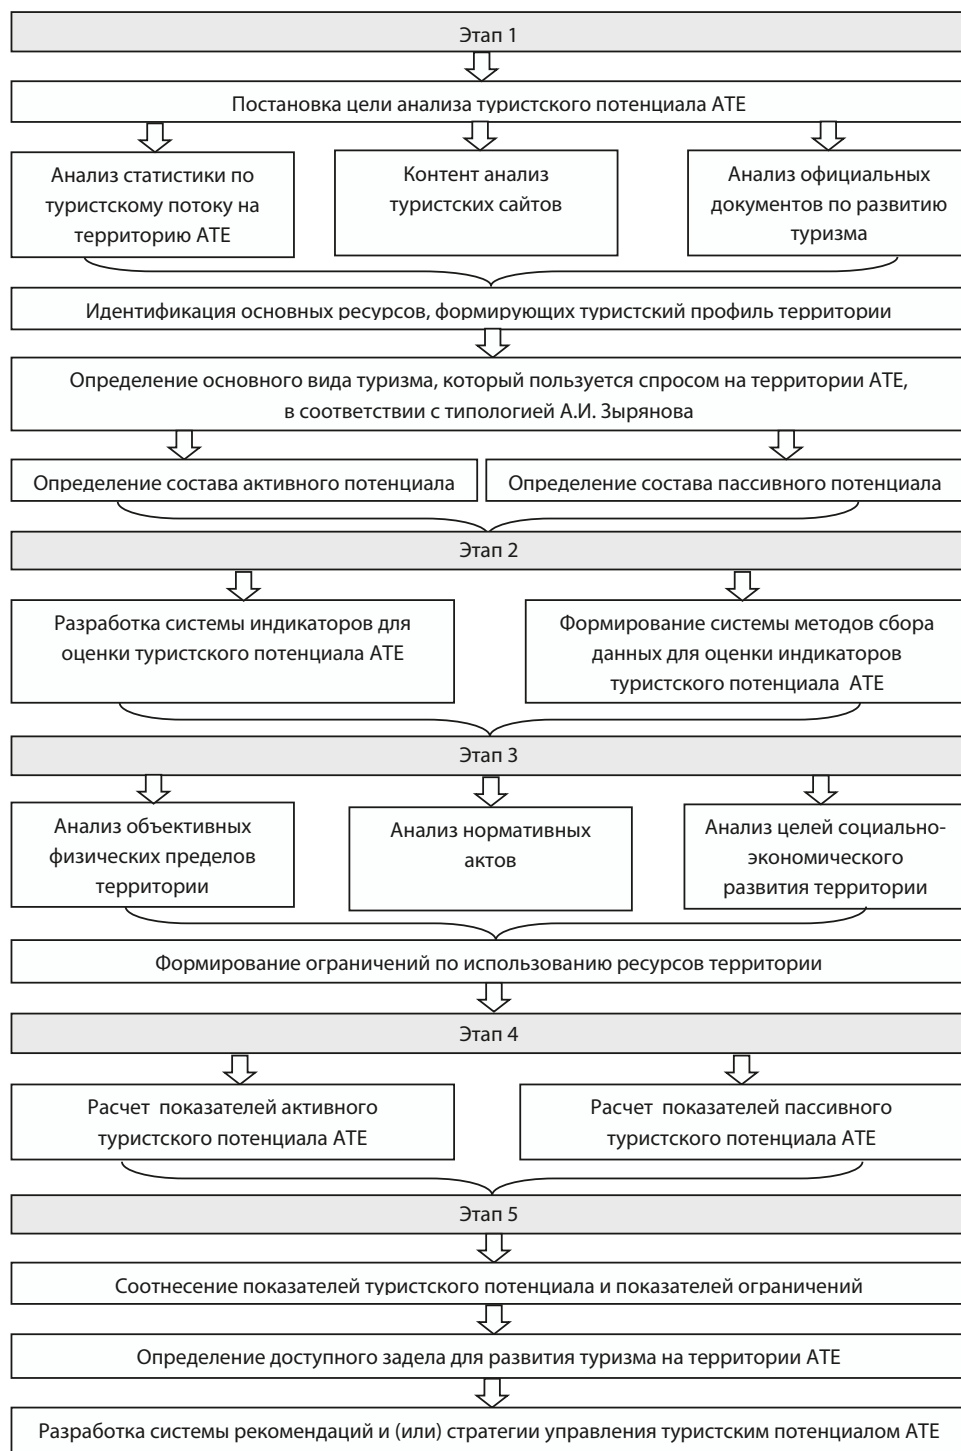 Этап 1
Постановка цели анализа туристского потенциала АТЕ
Анализ статистики по
туристскому потоку на
территорию АТЕ
Контент анализ
туристских сайтов
Анализ официальных
документов по развитию
туризма
Идентификация основных ресурсов, формирующих туристский профиль территории
Определение основного вида туризма, который пользуется спросом на территории АТЕ,
в соответствии с типологией А.И. Зырянова
Определение состава активного потенциала
Определение состава пассивного потенциала
Этап 2
Разработка системы индикаторов для
оценки туристского потенциала АТЕ
Формирование системы методов сбора
данных для оценки индикаторов
туристского потенциала АТЕ
Этап 3
Анализ объективных
физических пределов
территории
Анализ нормативных
актов
Анализ целей социально-
экономического
развития территории
Формирование ограничений по использованию ресурсов территории
Этап 4
Расчет показателей активного
туристского потенциала АТЕ
Расчет показателей пассивного
туристского потенциала АТЕ
Этап 5
Соотнесение показателей туристского потенциала и показателей ограничений
Определение доступного задела для развития туризма на территории АТЕ
Разработка системы рекомендаций и (или) стратегии управления туристским потенциалом АТЕ